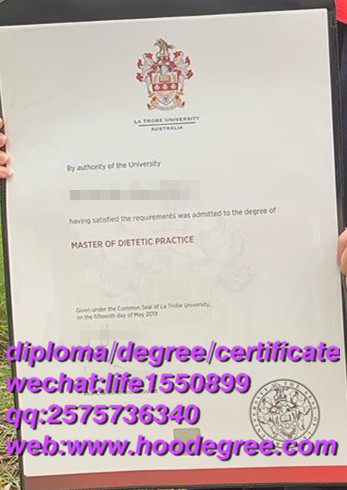 LA TROBE UNIVERSITY
AUSTRALIA
By authority of the University
having satisfied the requirements was admitted to the degree of
MASTER OF DIETETIC PRACTICE
Given under the Common Seal of La Trobe University,
on the fifteenth day of May 2019
diploma/degree/certificate
wechat:life1550899
qq:2575736340
web:www.hoodegree.com